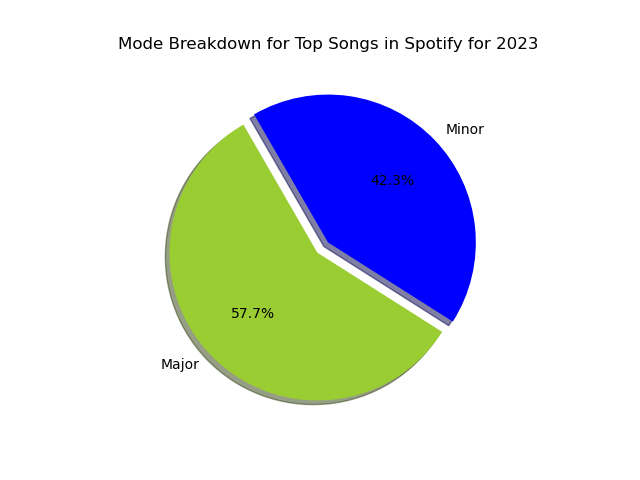 Mode Breakdown for Top Songs in Spotify for 2023
Minor
42.3%
57.7%
Major